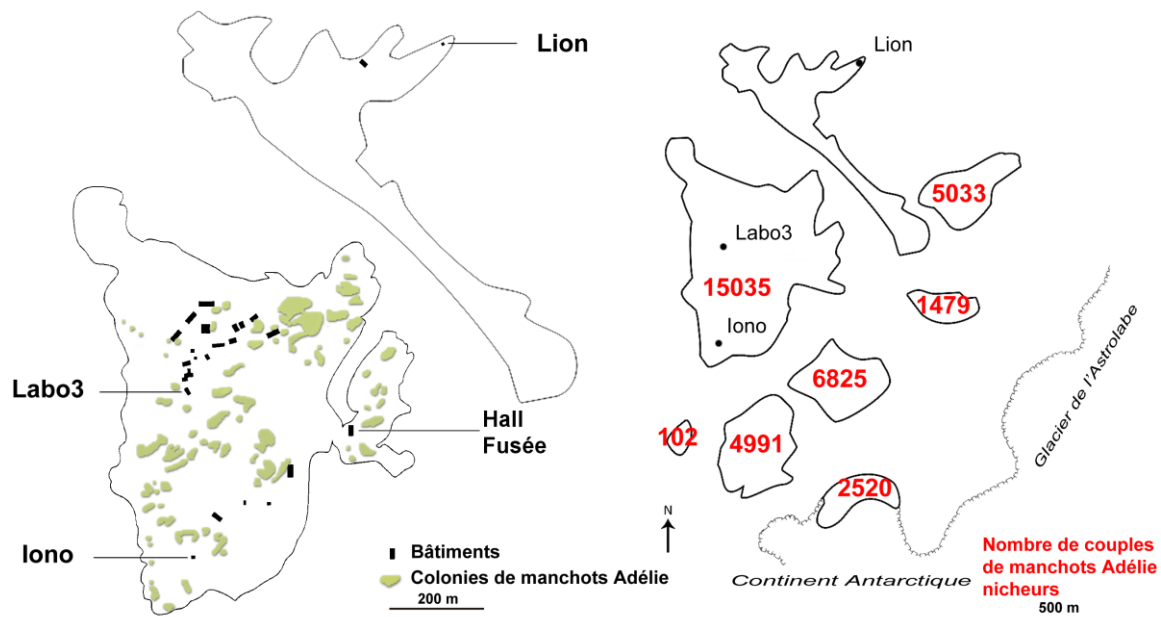 Lion
Labo3
Hall
Fusée
Iono
Bâtiments
Colonies de manchots Adélie
200 m
Lion
5033
Labo3
15035
1479
Iono
6825
102
4991
2520
Glacier de l'Astrolabe
N
Continent Antarctique
Nombre de couples
de manchots Adélie
nicheurs
500 m